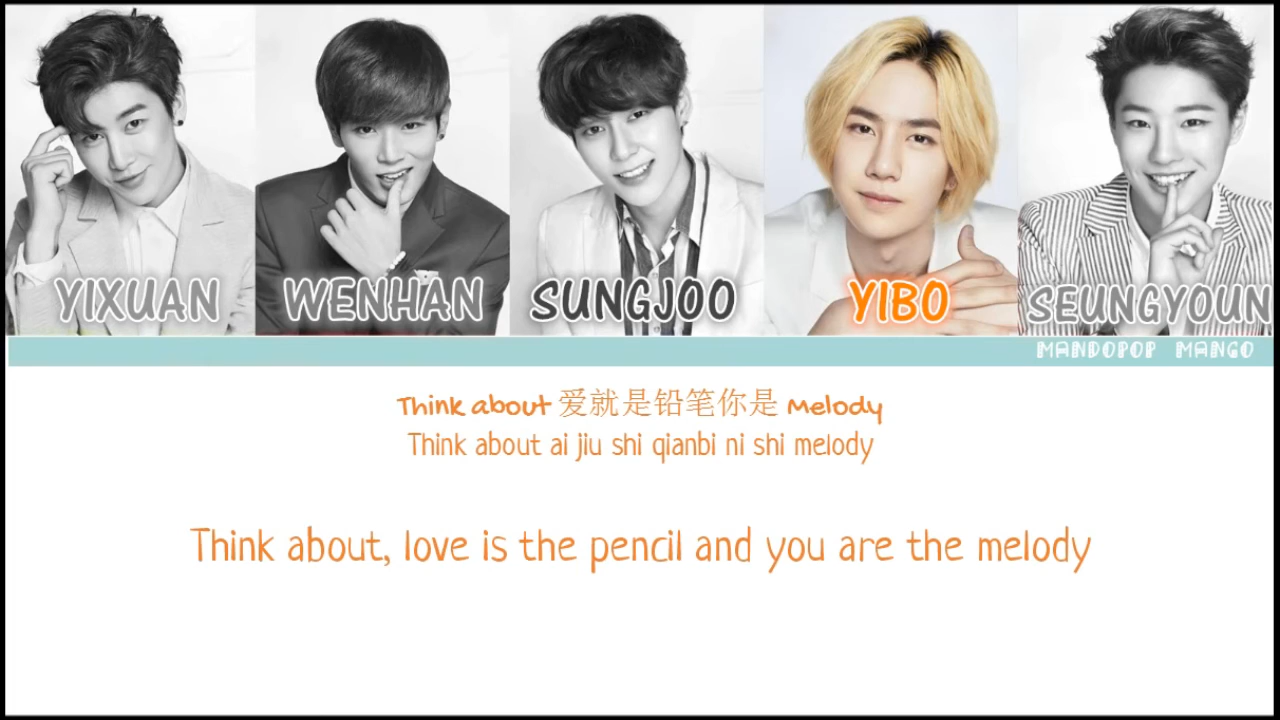 YIXUAN WENHAN SUNGJOO YIBO SEUNGYOUN
MANDOPOP MANGO
Think about 爱就是铅笔你是 Melody
Think about ai jiu shi qianbi ni shi melody
Think about, love is the pencil and you are the melody